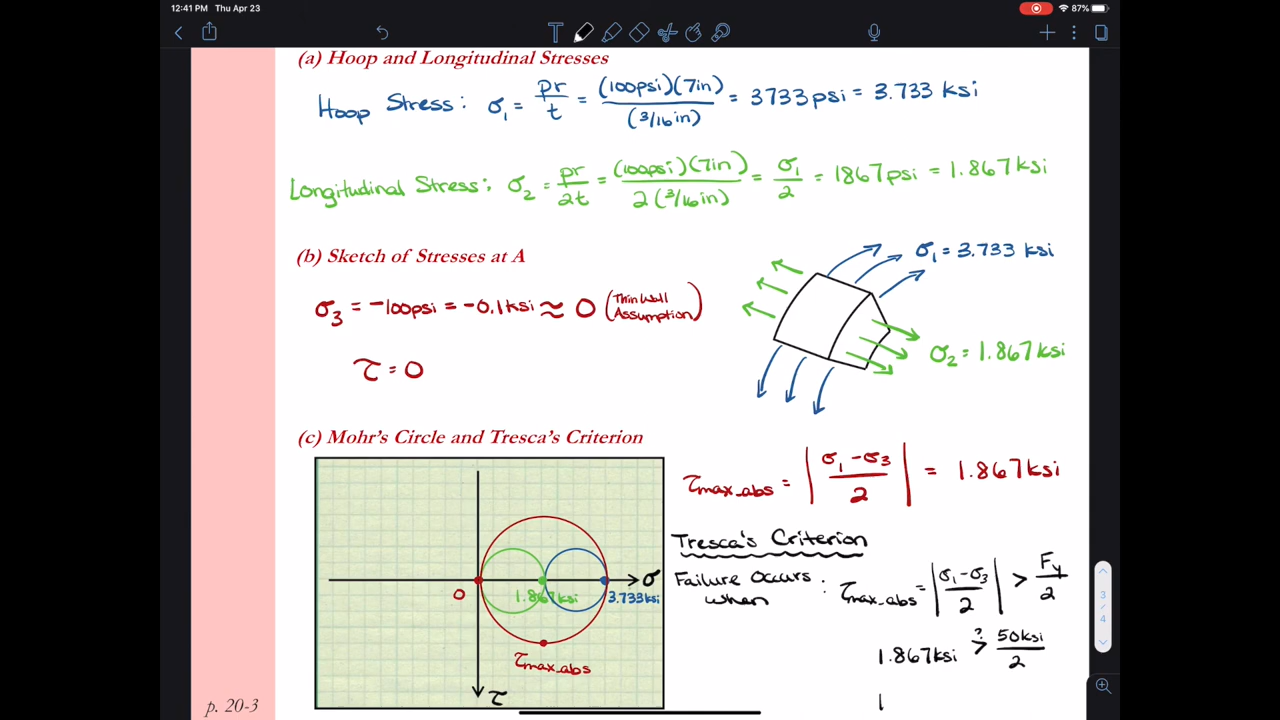 12:41 PM Thu Apr 23
87%
(a) Hoop and Longitudinal Stresses
Hoop Stress: σ₁ = pr/t = (100psi)(7in)/(3/16in) = 3733psi = 3.733 ksi
Longitudinal Stress: σ₂ = pr/2t = (100psi)(7in)/2(3/16in) = σ₁/2 = 1867psi = 1.867ksi
(b) Sketch of Stresses at A
σ₁ = 3.733 ksi
σ₃ = -100psi = -0.1ksi ≈ 0 (Thin Wall Assumption)
σ₂ = 1.867ksi
τ = 0
(c) Mohr's Circle and Tresca's Criterion
τmax_abs = |σ₁ - σ₃/2| = 1.867ksi
Tresca's Criterion
Failure Occurs when : τmax_abs = |σ₁ - σ₃/2| > Fy/2
1.867ksi >? 50ksi/2
σ
0
1.867ksi
3.733ksi
τmax_abs
τ
3/4
p. 20-3